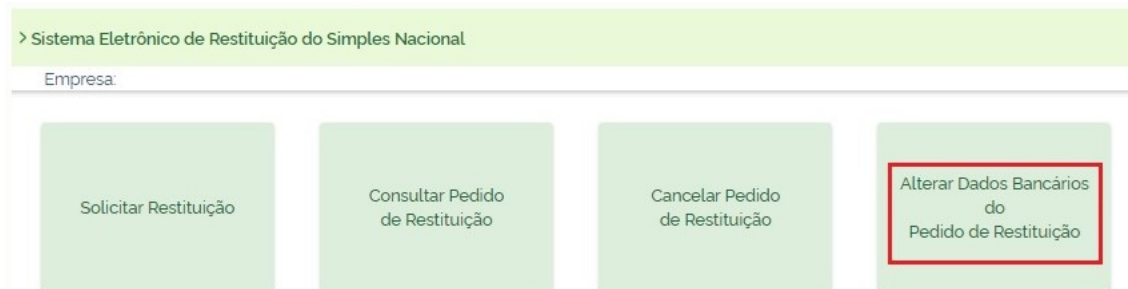 > Sistema Eletrônico de Restituição do Simples Nacional
Empresa:
Solicitar Restituição
Consultar Pedido
de Restituição
Cancelar Pedido
de Restituição
Alterar Dados Bancários
do
Pedido de Restituição